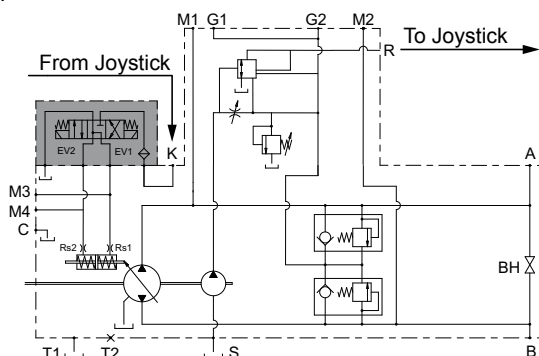 M1 G1 G2 M2
R To Joystick
From Joystick
EV2 EV1 K A
M3
M4
C
Rs2 Rs1
BH
T1 T2 S B